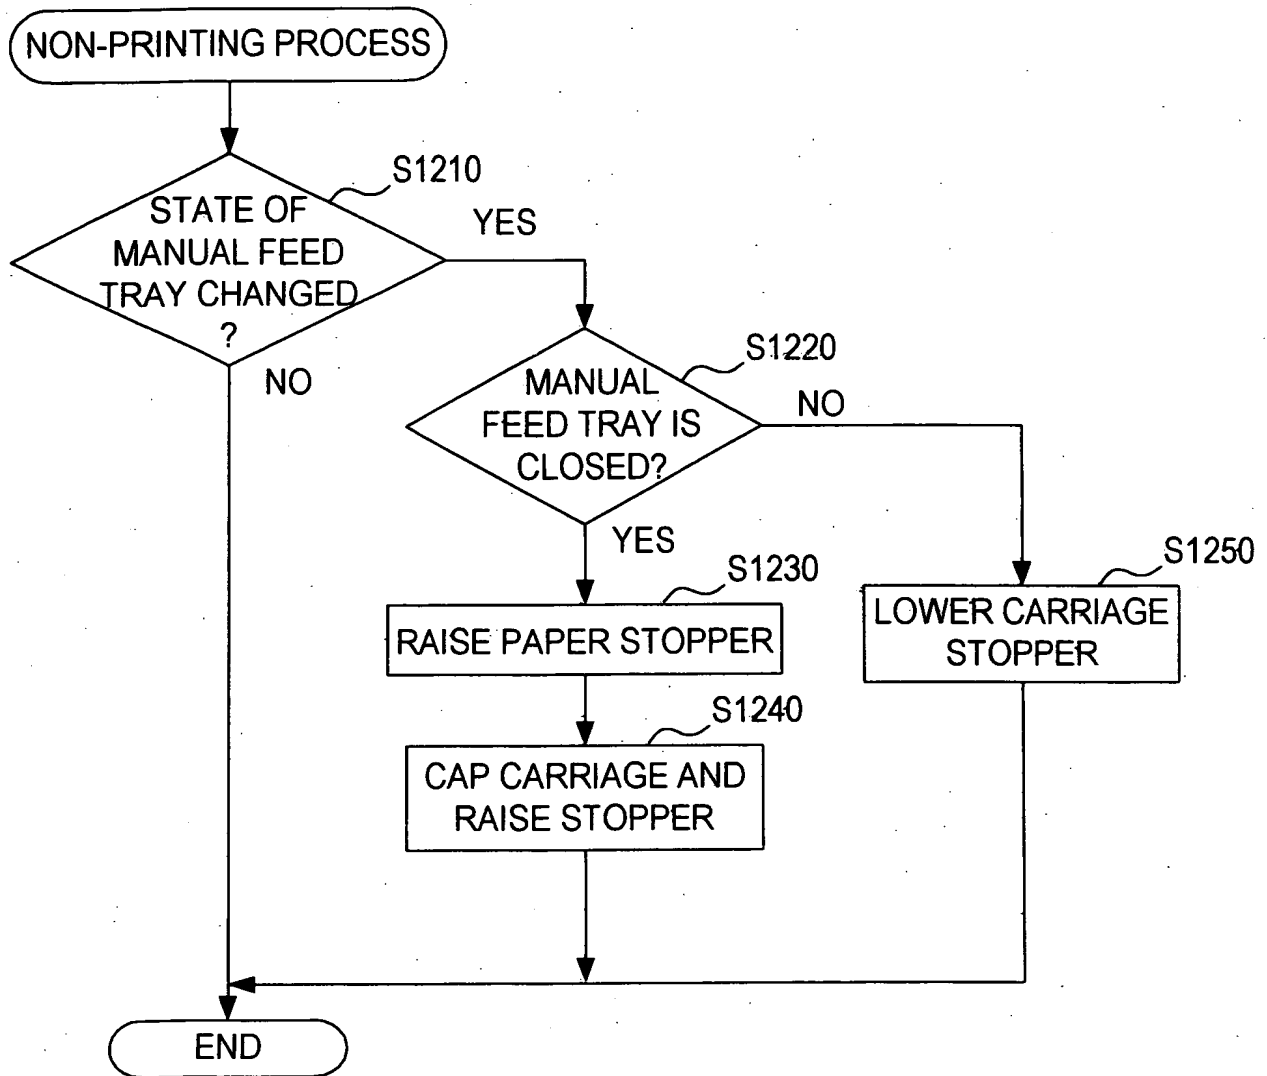 NON-PRINTING PROCESS
S1210
STATE OF
MANUAL FEED
TRAY CHANGED
?
YES
NO
S1220
MANUAL
FEED TRAY IS
CLOSED?
NO
YES
S1230
RAISE PAPER STOPPER
S1240
CAP CARRIAGE AND
RAISE STOPPER
S1250
LOWER CARRIAGE
STOPPER
END